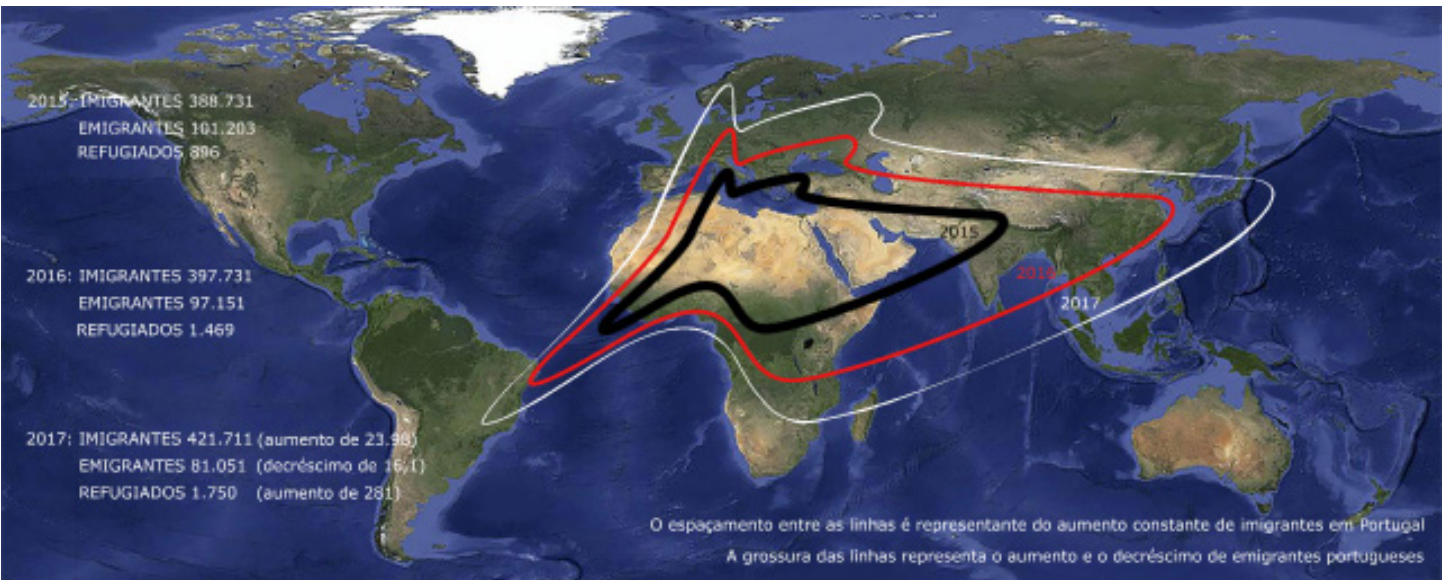 2015: IMIGRANTES 388.731
EMIGRANTES 101.203
REFUGIADOS 896
2016: IMIGRANTES 397.731
EMIGRANTES 97.151
REFUGIADOS 1.469
2017: IMIGRANTES 421.711 (aumento de 23.98)
EMIGRANTES 81.051 (decréscimo de 16,1)
REFUGIADOS 1.750 (aumento de 281)
2015
2016
2017
O espaçamento entre as linhas é representante do aumento constante de imigrantes em Portugal
A grossura das linhas representa o aumento e o decréscimo de emigrantes portugueses